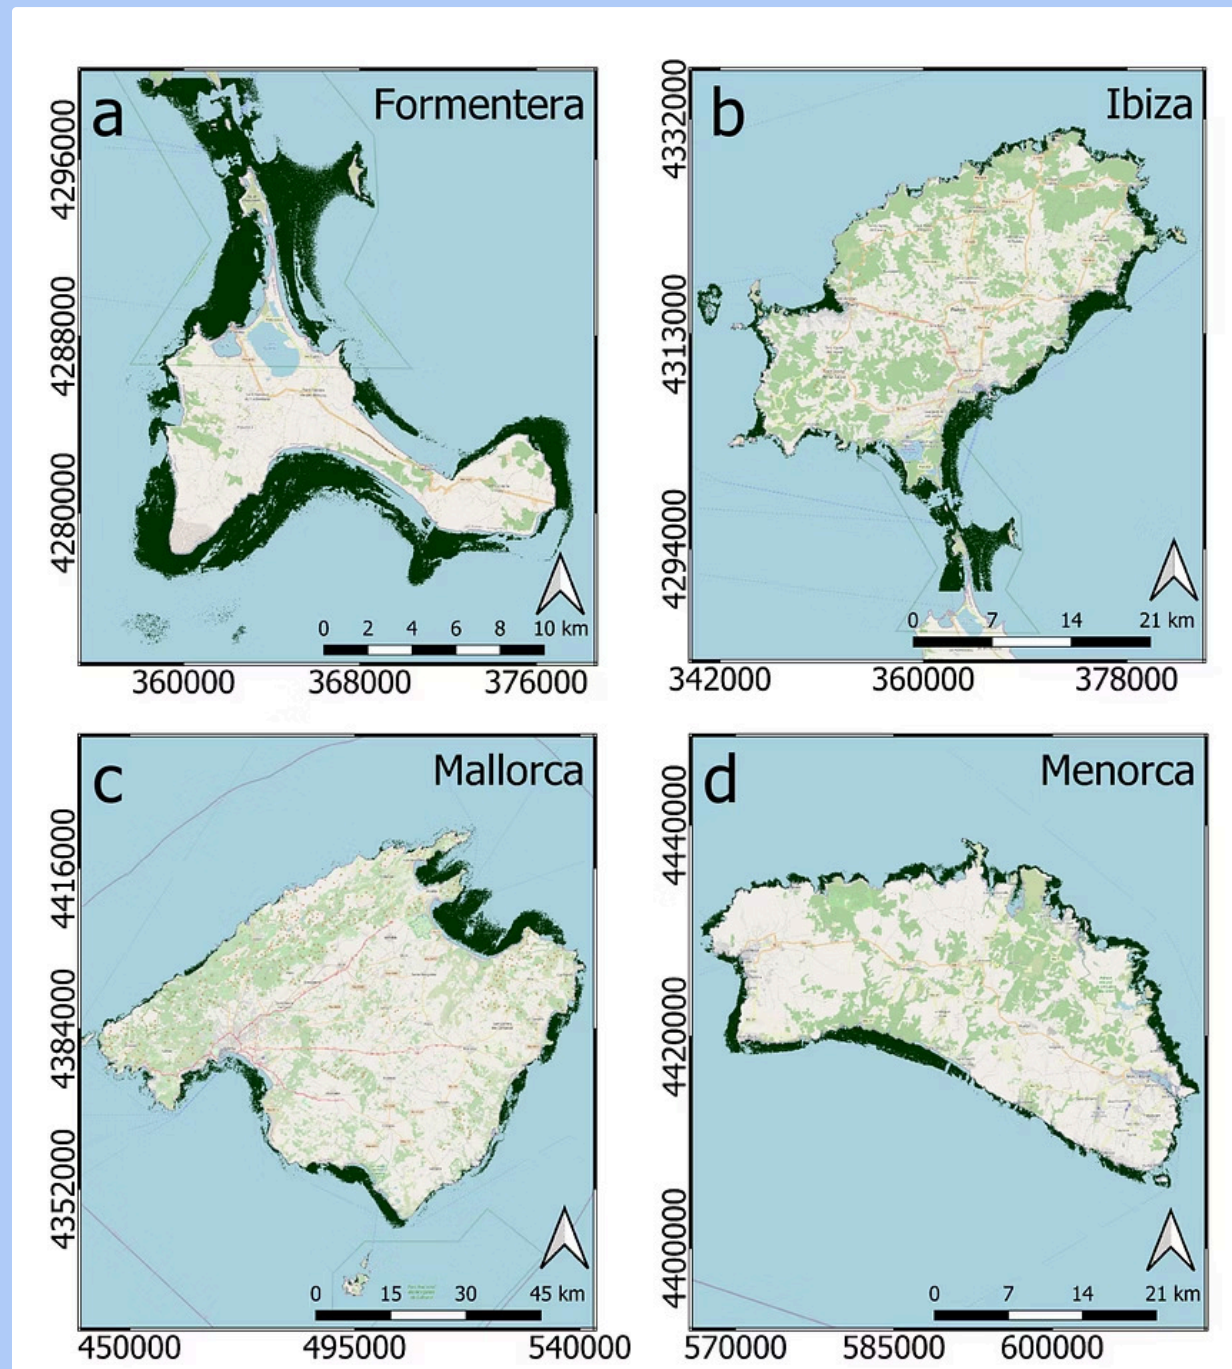 a Formentera
4296000
4288000
4280000
0 2 4 6 8 10 km
360000 368000 376000
b Ibiza
4332000
4313000
4294000
0 7 14 21 km
342000 360000 378000
c Mallorca
4416000
4384000
4352000
0 15 30 45 km
450000 495000 540000
d Menorca
4440000
4420000
4400000
0 7 14 21 km
570000 585000 600000